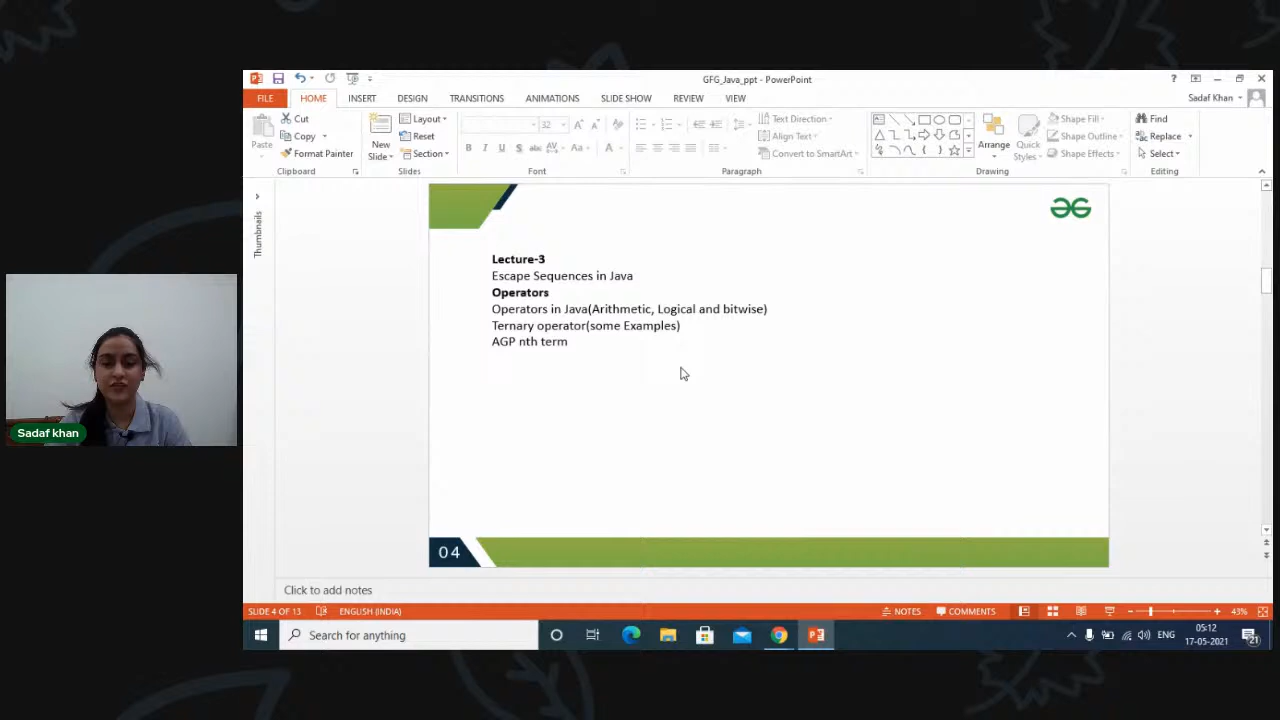 GFG_Java_ppt - PowerPoint
?
FILE HOME INSERT DESIGN TRANSITIONS ANIMATIONS SLIDE SHOW REVIEW VIEW Sadaf Khan
Paste
Cut
Copy
Format Painter
Clipboard
New Slide
Layout
Reset
Section
Slides
32
B I U S abc AV Aa A
Font
Text Direction
Align Text
Convert to SmartArt
Paragraph
Arrange
Quick Styles
Shape Fill
Shape Outline
Shape Effects
Drawing
Find
Replace
Select
Editing
Thumbnails
Lecture-3
Escape Sequences in Java
Operators
Operators in Java(Arithmetic, Logical and bitwise)
Ternary operator(some Examples)
AGP nth term
04
Sadaf khan
Click to add notes
SLIDE 4 OF 13 ENGLISH (INDIA) NOTES COMMENTS 43%
Search for anything
ENG
05:12
17-05-2021
21